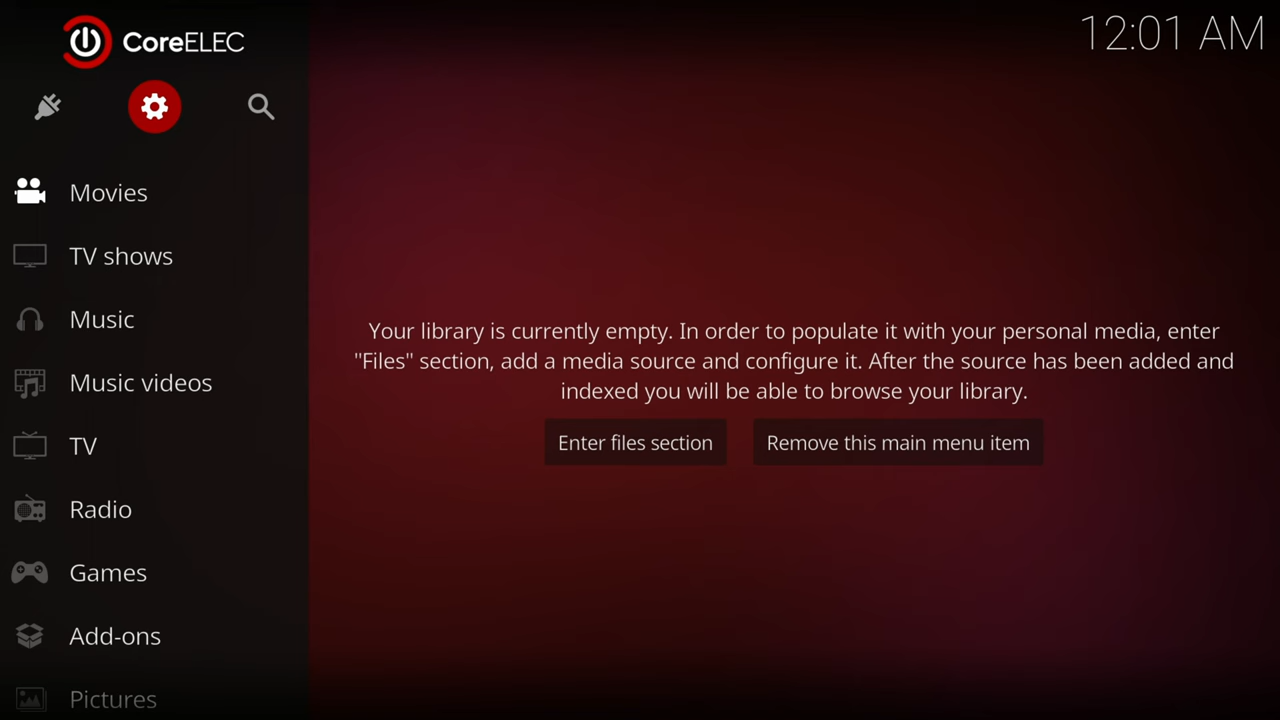 CoreELEC
12:01 AM
Movies
TV shows
Music
Music videos
TV
Radio
Games
Add-ons
Pictures
Your library is currently empty. In order to populate it with your personal media, enter
"Files" section, add a media source and configure it. After the source has been added and
indexed you will be able to browse your library.
Enter files section
Remove this main menu item